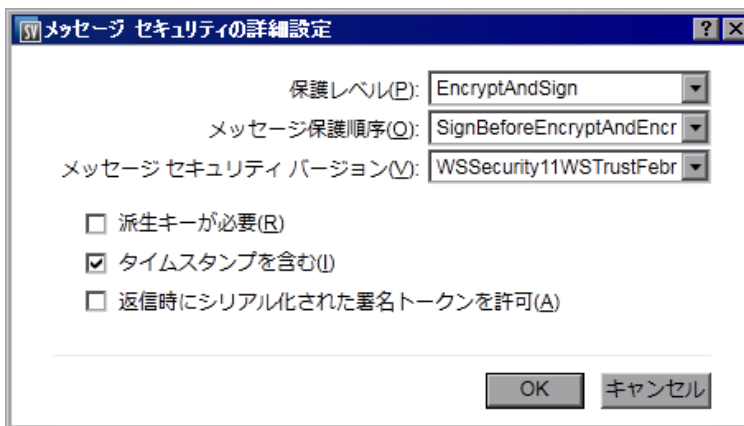 SV メッセージ セキュリティの詳細設定 ? X
保護レベル(P): EncryptAndSign
メッセージ保護順序(O): SignBeforeEncryptAndEncr
メッセージ セキュリティ バージョン(V): WSSecurity11WSTrustFebr
派生キーが必要(R)
タイムスタンプを含む(I)
返信時にシリアル化された署名トークンを許可(A)
OK キャンセル